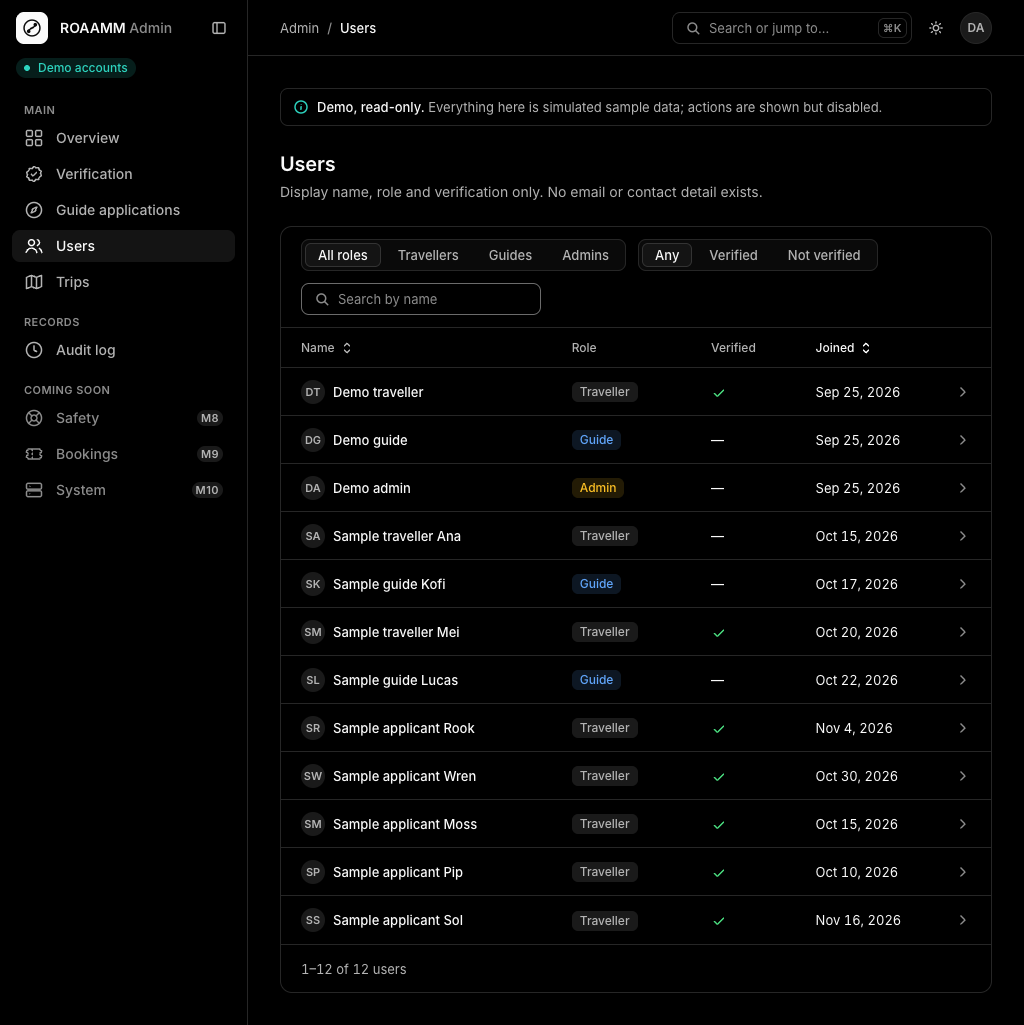 ROAAMM Admin
Demo accounts
MAIN
Overview
Verification
Guide applications
Users
Trips
RECORDS
Audit log
COMING SOON
Safety M8
Bookings M9
System M10
Admin / Users
Search or jump to... ⌘K
DA
Demo, read-only. Everything here is simulated sample data; actions are shown but disabled.
Users
Display name, role and verification only. No email or contact detail exists.
All roles Travellers Guides Admins Any Verified Not verified
Search by name
Name Role Verified Joined
DT Demo traveller Traveller ✓ Sep 25, 2026
DG Demo guide Guide — Sep 25, 2026
DA Demo admin Admin — Sep 25, 2026
SA Sample traveller Ana Traveller — Oct 15, 2026
SK Sample guide Kofi Guide — Oct 17, 2026
SM Sample traveller Mei Traveller ✓ Oct 20, 2026
SL Sample guide Lucas Guide — Oct 22, 2026
SR Sample applicant Rook Traveller ✓ Nov 4, 2026
SW Sample applicant Wren Traveller ✓ Oct 30, 2026
SM Sample applicant Moss Traveller ✓ Oct 15, 2026
SP Sample applicant Pip Traveller ✓ Oct 10, 2026
SS Sample applicant Sol Traveller ✓ Nov 16, 2026
1–12 of 12 users